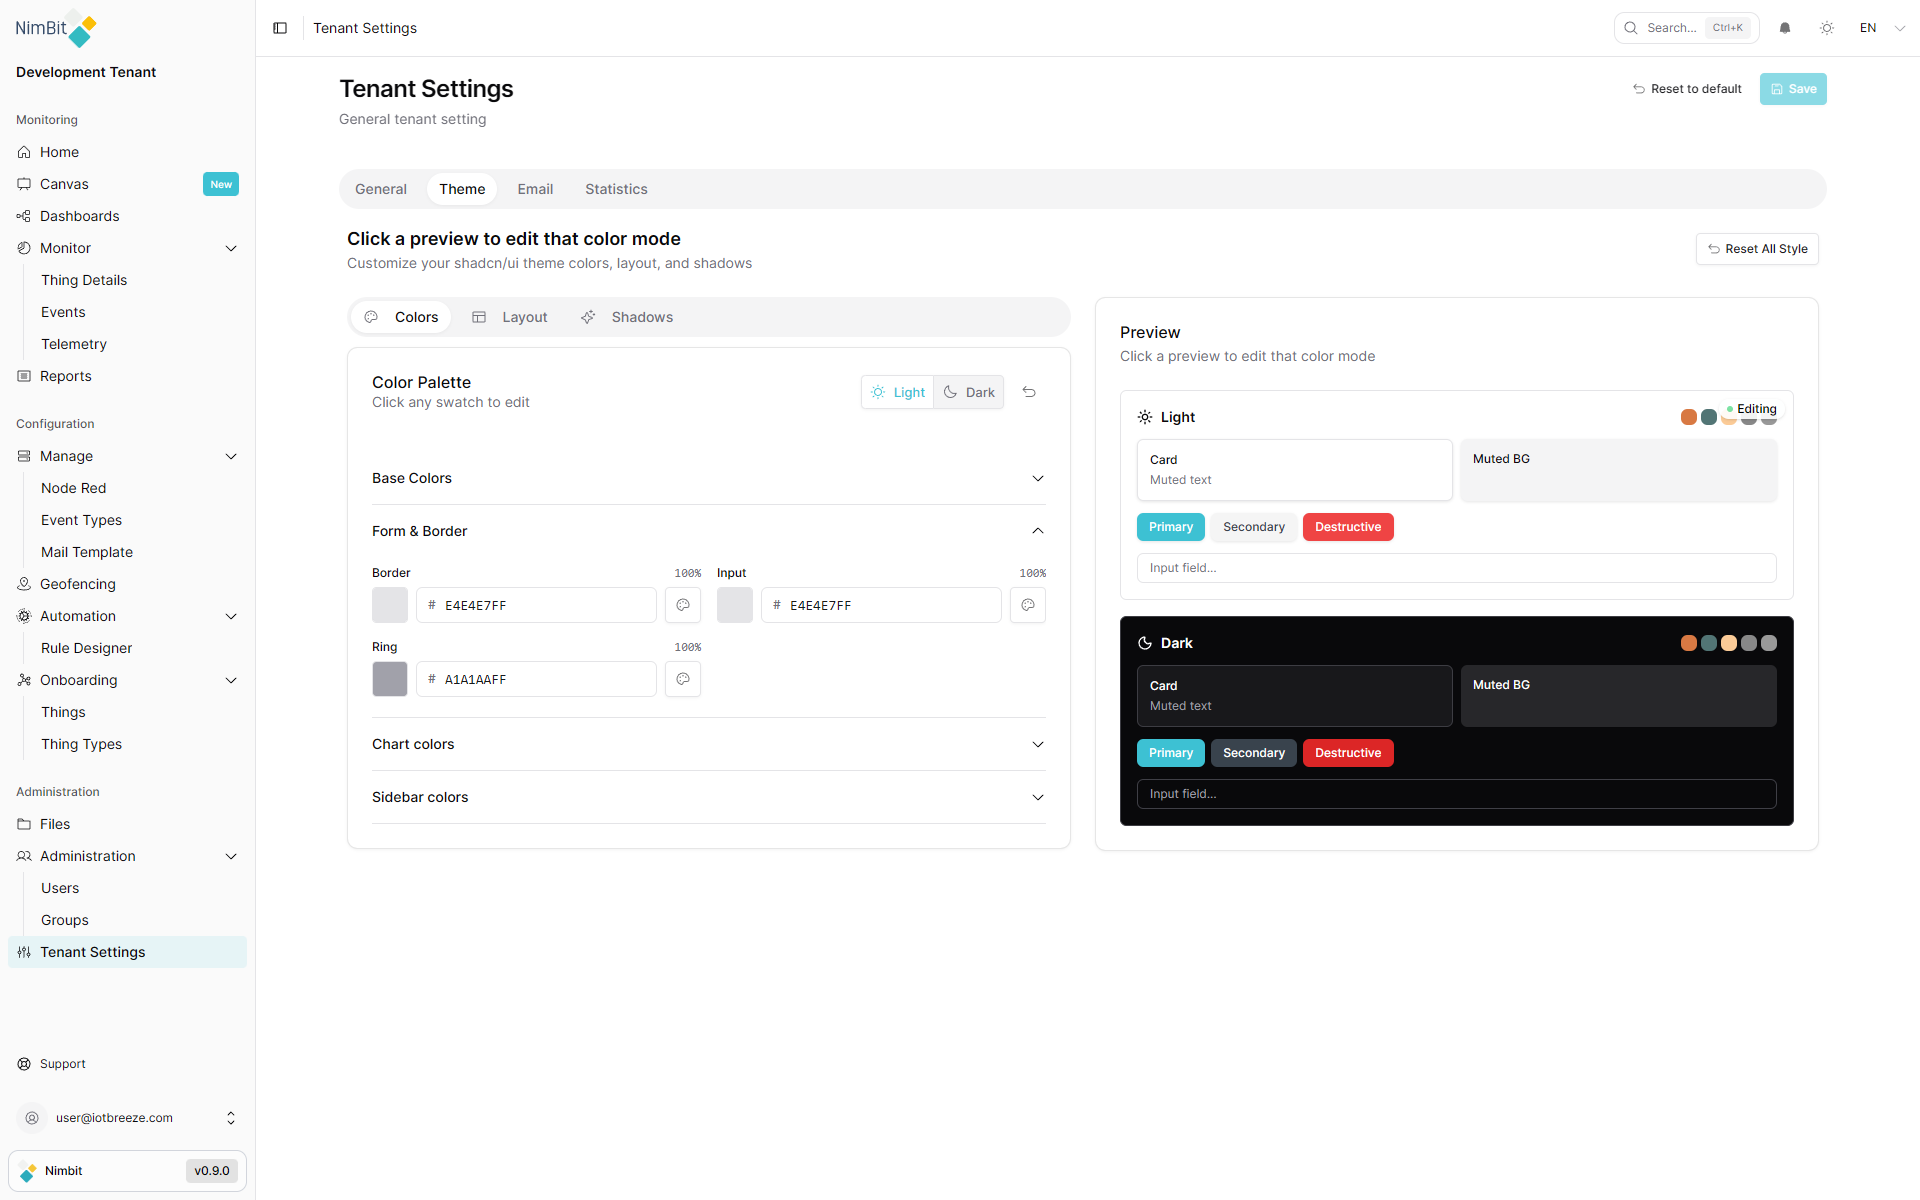 NimBit
Development Tenant
Monitoring
Home
Canvas
New
Dashboards
Monitor
Thing Details
Events
Telemetry
Reports
Configuration
Manage
Node Red
Event Types
Mail Template
Geofencing
Automation
Rule Designer
Onboarding
Things
Thing Types
Administration
Files
Administration
Users
Groups
Tenant Settings
Support
user@iotbreeze.com
Nimbit
v0.9.0
Tenant Settings
Search...
Ctrl+K
EN
Tenant Settings
General tenant setting
Reset to default
Save
General
Theme
Email
Statistics
Click a preview to edit that color mode
Customize your shadcn/ui theme colors, layout, and shadows
Reset All Style
Colors
Layout
Shadows
Color Palette
Click any swatch to edit
Light
Dark
Base Colors
Form & Border
Border
100%
# E4E4E7FF
Input
100%
# E4E4E7FF
Ring
100%
# A1A1AAFF
Chart colors
Sidebar colors
Preview
Click a preview to edit that color mode
Light
Editing
Card
Muted text
Muted BG
Primary
Secondary
Destructive
Input field...
Dark
Card
Muted text
Muted BG
Primary
Secondary
Destructive
Input field...